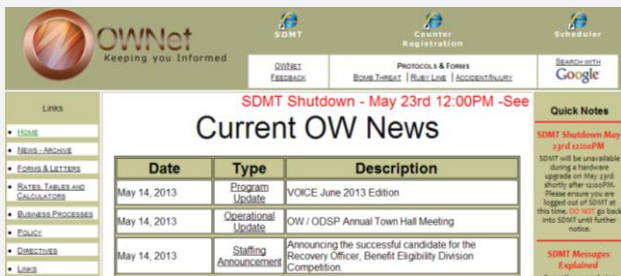 OWNet
Keeping you Informed
SDMT
Counter Registration
Scheduler
OWNet Feedback
Protocols & Forms
Bomb Threat | Ruby Line | Accident/Injury
Search with
Google
Links
Home
News - Archive
Forms & Letters
Rates, Tables and
Calculators
Business Processes
Policy
Directives
Links
SDMT Shutdown - May 23rd 12:00PM -See
Current OW News
Date Type Description
May 14, 2013 Program Update VOICE June 2013 Edition
May 14, 2013 Operational Update OW / ODSP Annual Town Hall Meeting
May 14, 2013 Staffing Announcement Announcing the successful candidate for the
Recovery Officer, Benefit Eligibility Division
Competition.
Quick Notes
SDMT Shutdown May
23rd 12:00PM
SDMT will be unavailable
during a hardware
upgrade on May 23rd
shortly after 12:00PM.
Please ensure you are
logged out of SDMT at
this time. DO NOT go back
into SDMT until further
notice.
SDMT Messages
Explained